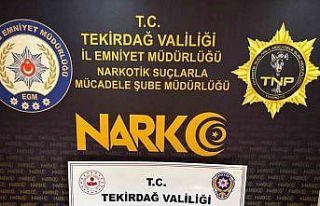 EMNİYET MÜDÜRLÜĞÜ
EGM
T.C.
TEKİRDAĞ VALİLİĞİ
İL EMNİYET MÜDÜRLÜĞÜ
NARKOTİK SUÇLARLA
MÜCADELE ŞUBE MÜDÜRLÜĞÜ
TNP
NARKO
T.C.
TEKİRDAĞ VALİLİĞİ